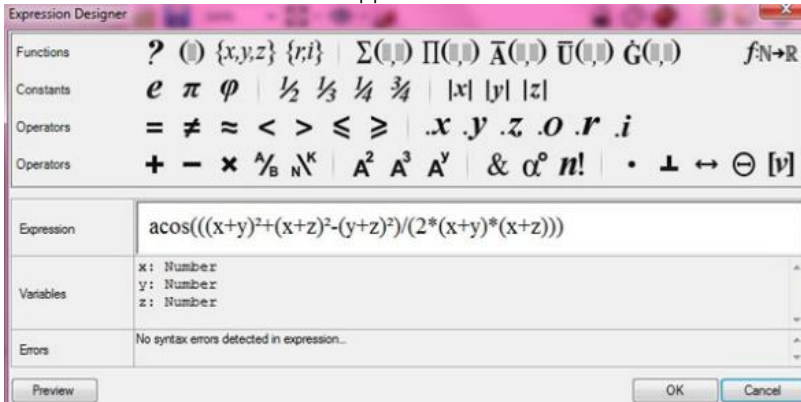 Expression Designer
Functions ? () {x,y,z} {r,i} Σ(,) Π(,) A̅(,) U̅(,) Ġ(,) f:ℕ→ℝ
Constants e π φ ½ ⅓ ¼ ¾ |x| |y| |z|
Operators = ≠ ≈ < > ⩽ ⩾ .x .y .z .o .r .i
Operators + − × A/B N\K A² A³ Aʸ & α° n! · ⊥ ↔ Θ [v]
Expression acos(((x+y)²+(x+z)²-(y+z)²)/(2*(x+y)*(x+z)))
Variables
x: Number
y: Number
z: Number
Errors No syntax errors detected in expression...
Preview OK Cancel